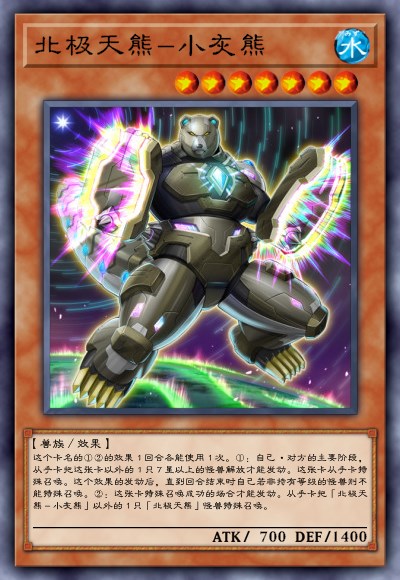 北极天熊-小灰熊
水
【兽族/效果】
这个卡名的①②的效果1回合各能使用1次。①：自己·对方的主要阶段，
从手卡把这张卡以外的1只7星以上的怪兽解放才能发动。这张卡从手卡特
殊召唤。这个效果的发动后，直到回合结束时自己若非持有等级的怪兽则不
能特殊召唤。②：这张卡特殊召唤成功的场合才能发动。从手卡把「北极天
熊-小灰熊」以外的1只「北极天熊」怪兽特殊召唤。
ATK/ 700 DEF/1400